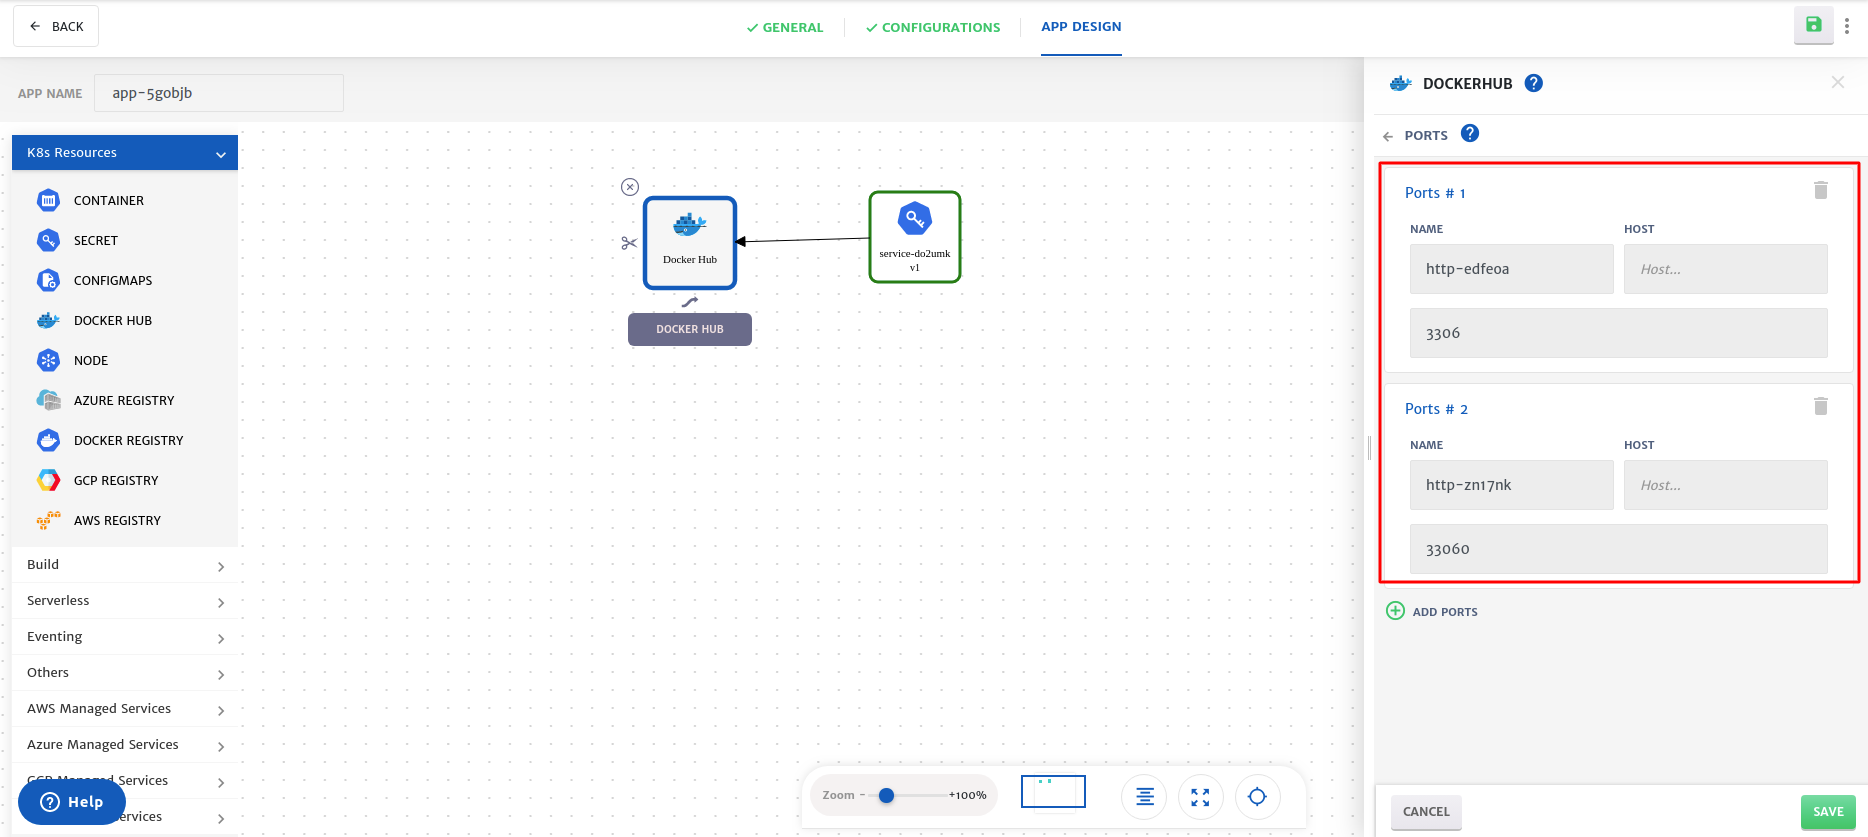 BACK
GENERAL
CONFIGURATIONS
APP DESIGN
APP NAME
app-5gobjb
K8s Resources
CONTAINER
SECRET
CONFIGMAPS
DOCKER HUB
NODE
AZURE REGISTRY
DOCKER REGISTRY
GCP REGISTRY
AWS REGISTRY
Build
Serverless
Eventing
Others
AWS Managed Services
Azure Managed Services
GCP Managed Services
Help
Docker Hub
DOCKER HUB
service-do2umk
v1
Zoom - +100%
DOCKERHUB ?
PORTS ?
Ports # 1
NAME HOST
http-edfeoa Host...
3306
Ports # 2
NAME HOST
http-zn17nk Host...
33060
ADD PORTS
CANCEL SAVE